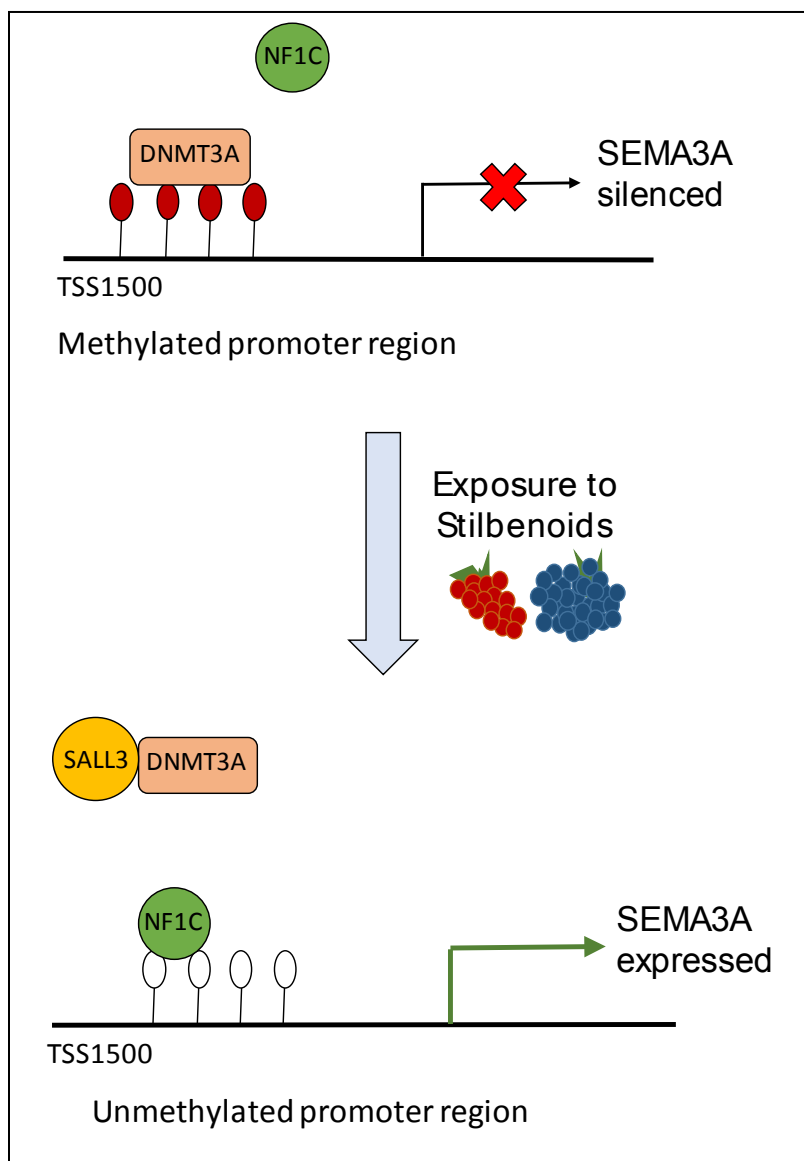 NF1C
DNMT3A
SEMA3A
silenced
TSS1500
Methylated promoter region
Exposure to
Stilbenoids
SALL3
DNMT3A
NF1C
SEMA3A
expressed
TSS1500
Unmethylated promoter region